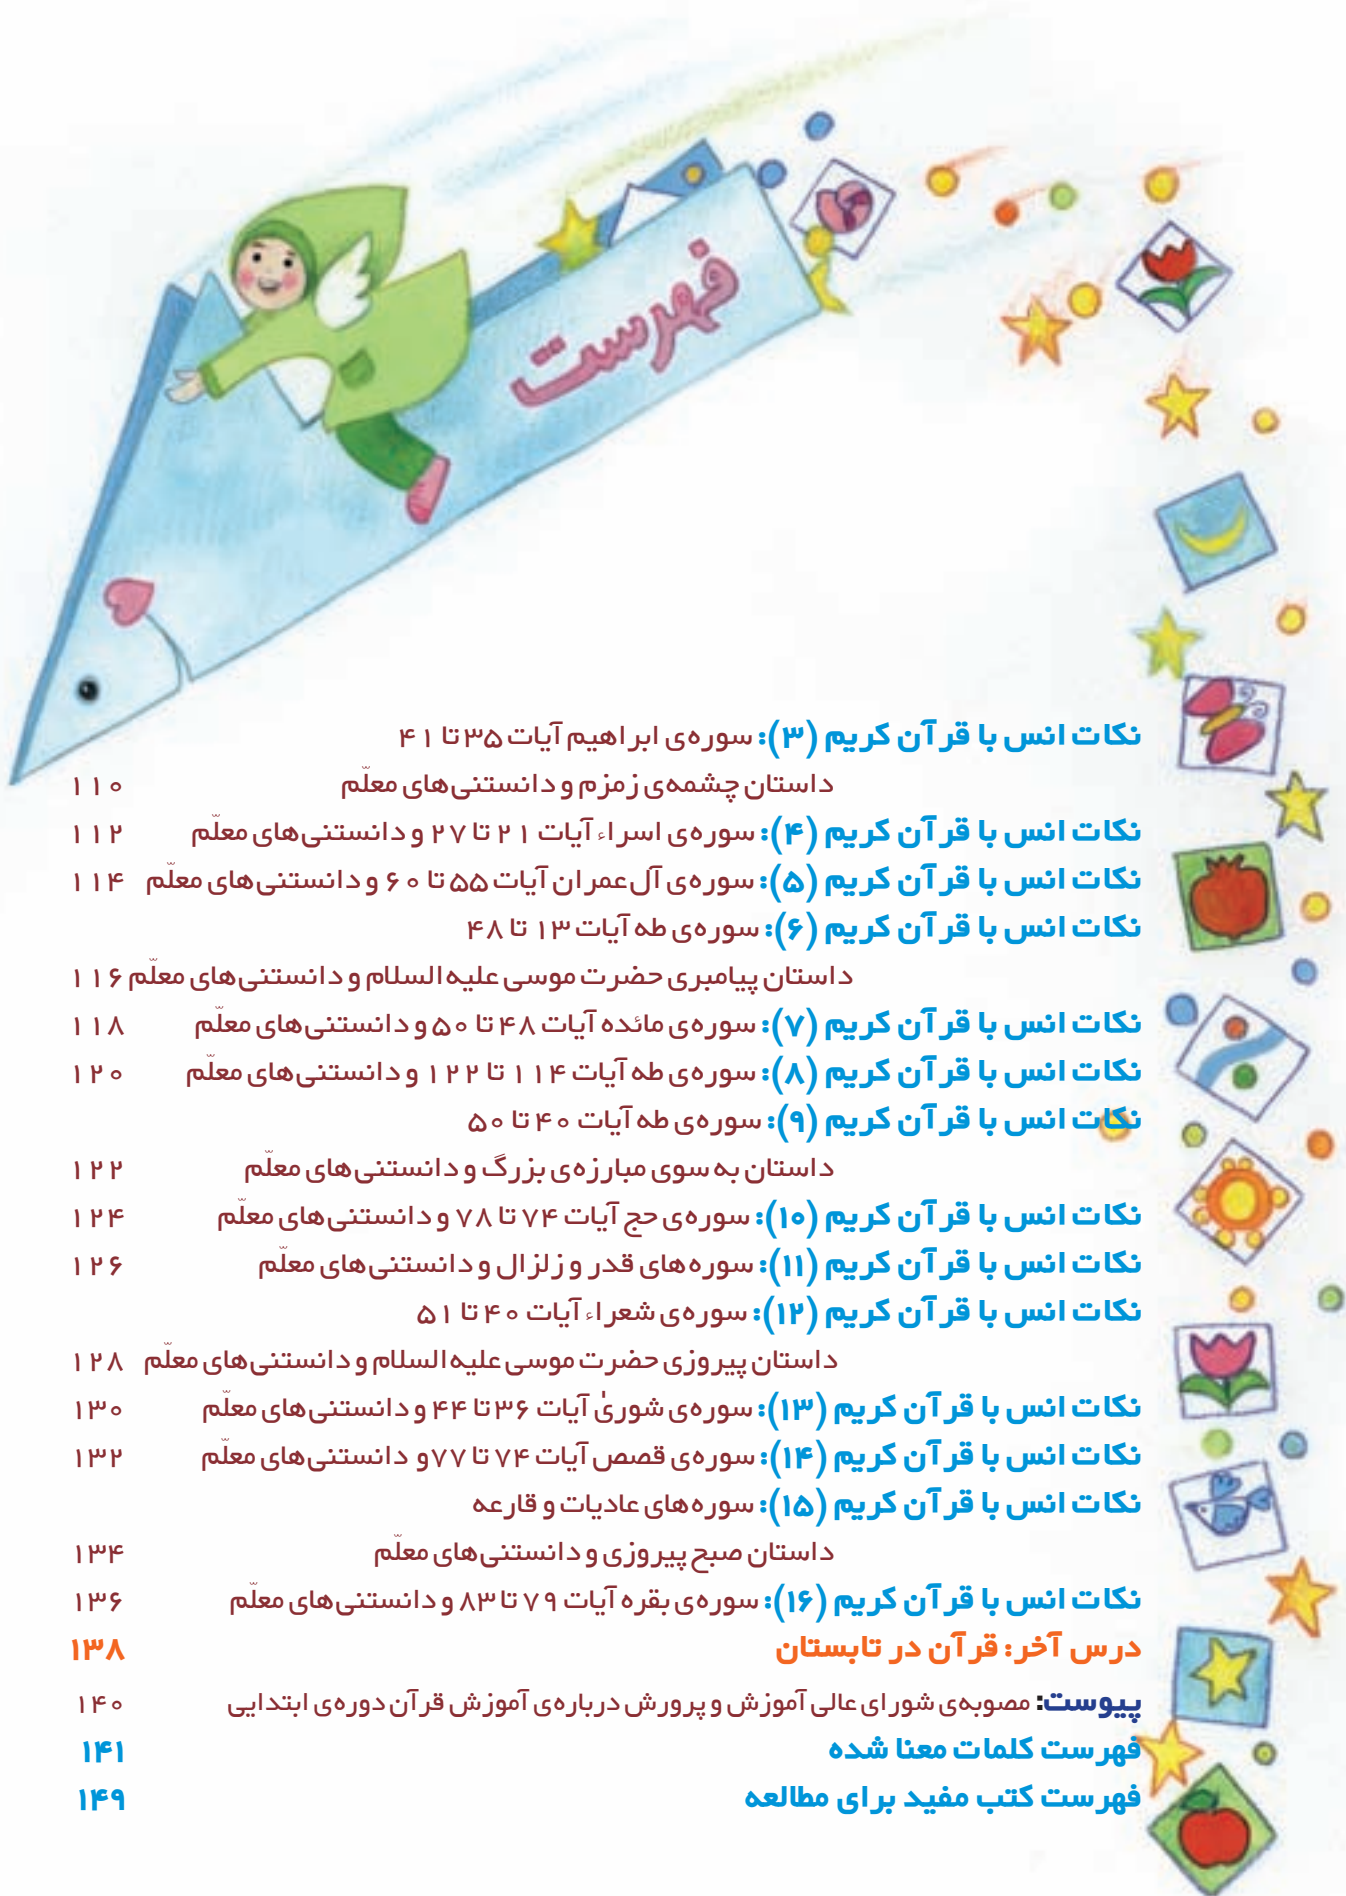 فهرست
نکات انس با قرآن کریم (۳): سوره‌ی ابراهیم آیات ۳۵ تا ۴۱
داستان چشمه‌ی زمزم و دانستنی‌های معلّم ۱۱۰
نکات انس با قرآن کریم (۴): سوره‌ی اسراء آیات ۲۱ تا ۲۷ و دانستنی‌های معلّم ۱۱۲
نکات انس با قرآن کریم (۵): سوره‌ی آل‌عمران آیات ۵۵ تا ۶۰ و دانستنی‌های معلّم ۱۱۴
نکات انس با قرآن کریم (۶): سوره‌ی طه آیات ۱۳ تا ۴۸
داستان پیامبری حضرت موسی علیه‌السلام و دانستنی‌های معلّم ۱۱۶
نکات انس با قرآن کریم (۷): سوره‌ی مائده آیات ۴۸ تا ۵۰ و دانستنی‌های معلّم ۱۱۸
نکات انس با قرآن کریم (۸): سوره‌ی طه آیات ۱۱۴ تا ۱۲۲ و دانستنی‌های معلّم ۱۲۰
نکات انس با قرآن کریم (۹): سوره‌ی طه آیات ۴۰ تا ۵۰
داستان به سوی مبارزه‌ی بزرگ و دانستنی‌های معلّم ۱۲۲
نکات انس با قرآن کریم (۱۰): سوره‌ی حج آیات ۷۴ تا ۷۸ و دانستنی‌های معلّم ۱۲۴
نکات انس با قرآن کریم (۱۱): سوره‌های قدر و زلزال و دانستنی‌های معلّم ۱۲۶
نکات انس با قرآن کریم (۱۲): سوره‌ی شعراء آیات ۴۰ تا ۵۱
داستان پیروزی حضرت موسی علیه‌السلام و دانستنی‌های معلّم ۱۲۸
نکات انس با قرآن کریم (۱۳): سوره‌ی شوریٰ آیات ۳۶ تا ۴۴ و دانستنی‌های معلّم ۱۳۰
نکات انس با قرآن کریم (۱۴): سوره‌ی قصص آیات ۷۴ تا ۷۷ و دانستنی‌های معلّم ۱۳۲
نکات انس با قرآن کریم (۱۵): سوره‌های عادیات و قارعه
داستان صبح پیروزی و دانستنی‌های معلّم ۱۳۴
نکات انس با قرآن کریم (۱۶): سوره‌ی بقره آیات ۷۹ تا ۸۳ و دانستنی‌های معلّم ۱۳۶
درس آخر: قرآن در تابستان ۱۳۸
پیوست: مصوبه‌ی شورای عالی آموزش و پرورش درباره‌ی آموزش قرآن دوره‌ی ابتدایی ۱۴۰
فهرست کلمات معنا شده ۱۴۱
فهرست کتب مفید برای مطالعه ۱۴۹